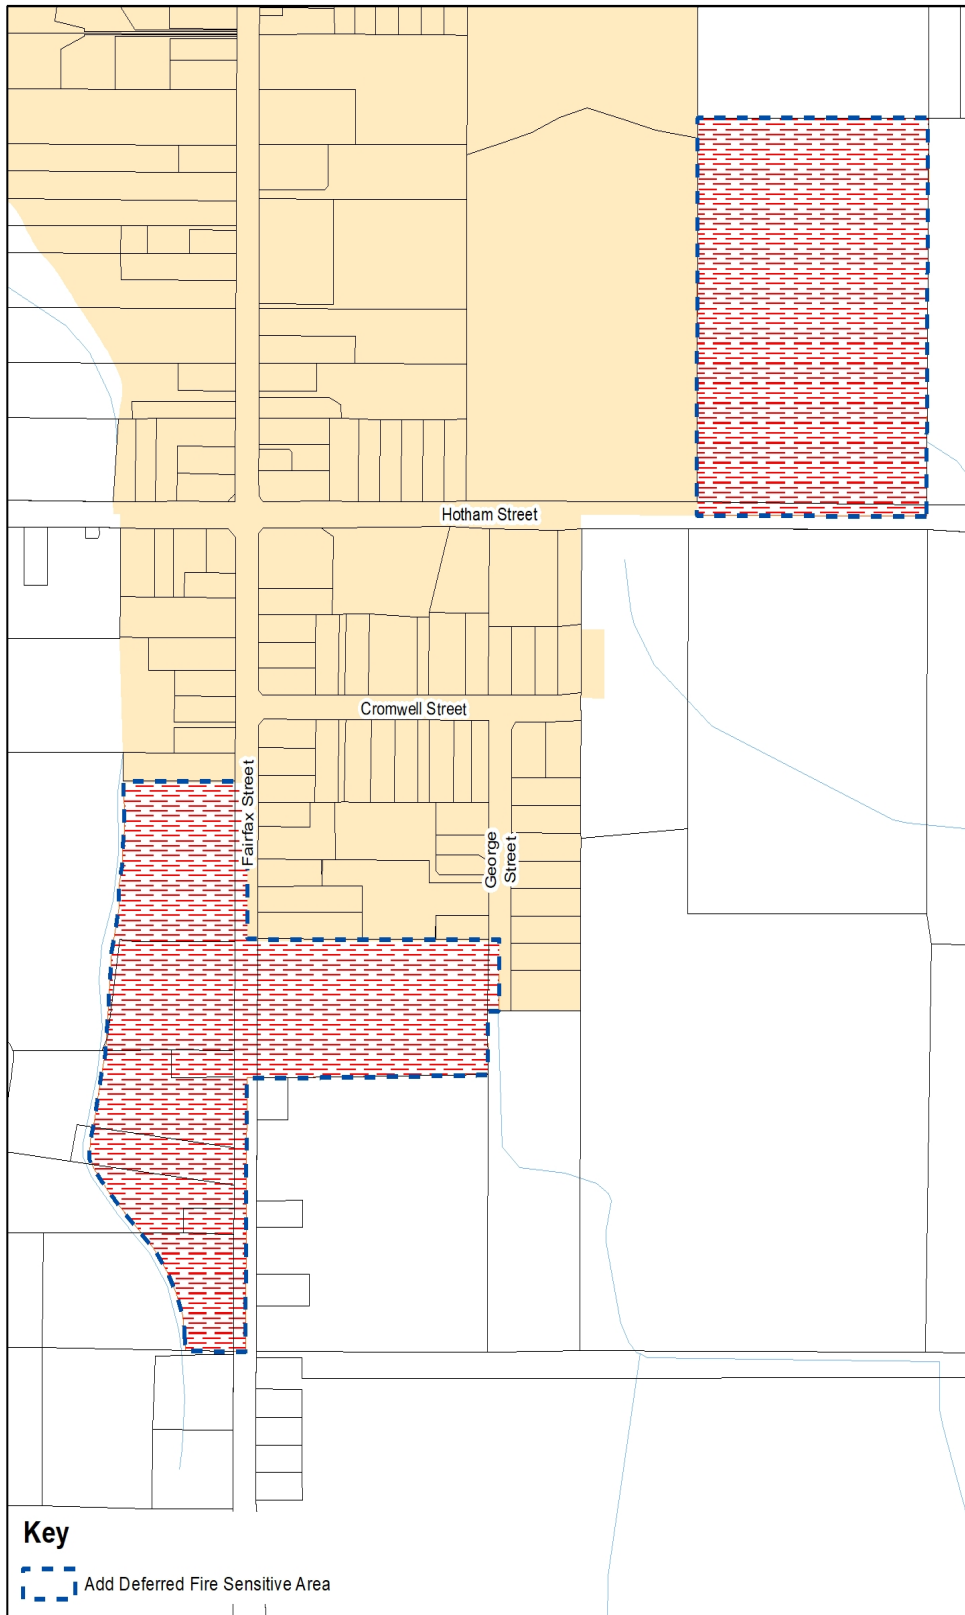 Hotham Street
Cromwell Street
Fairfax Street
George
Street
Key
Add Deferred Fire Sensitive Area